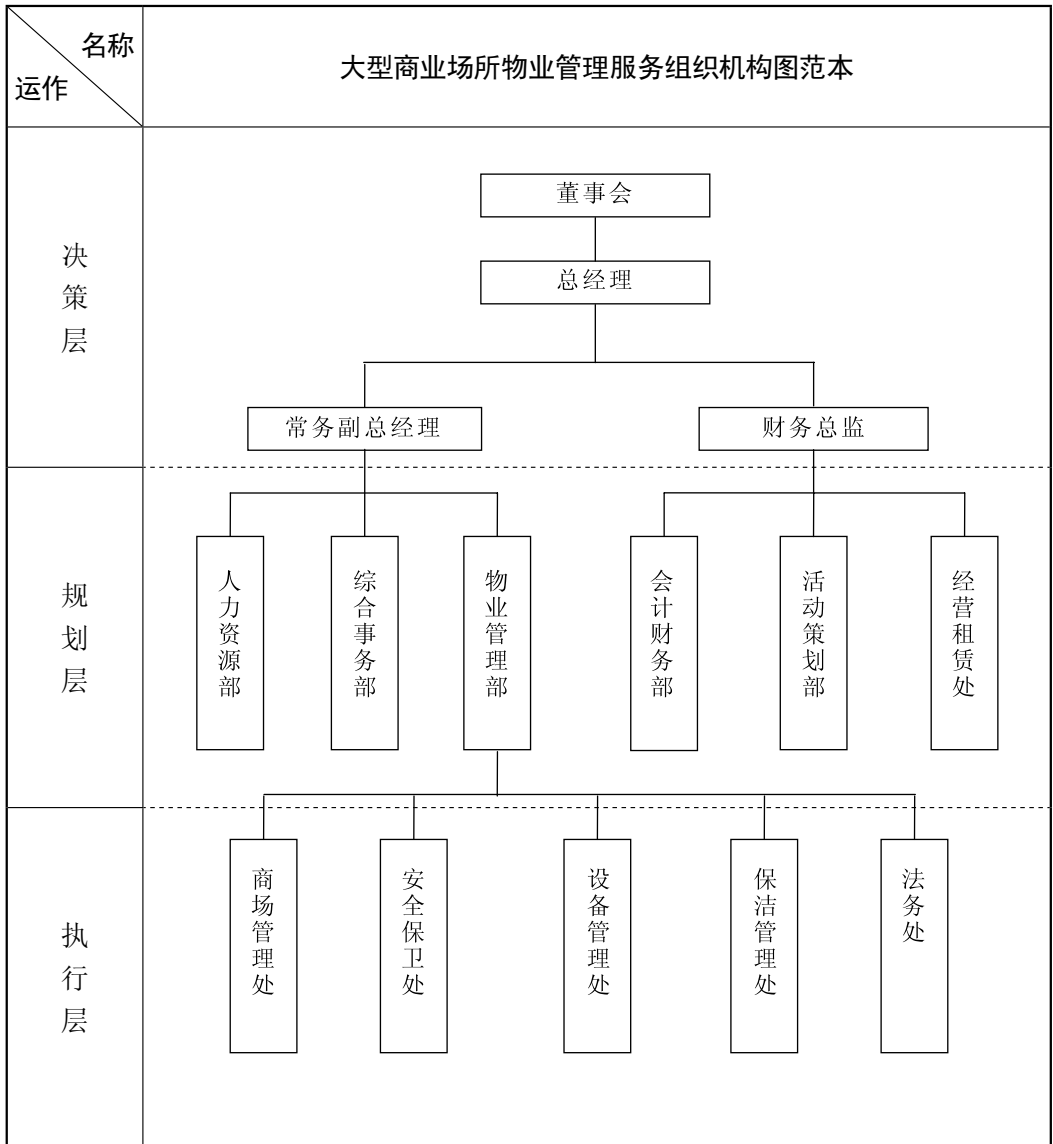 名称
运作
大型商业场所物业管理服务组织机构图范本
决策层
董事会
总经理
常务副总经理
财务总监
规划层
人力资源部
综合事务部
物业管理部
会计财务部
活动策划部
经营租赁处
执行层
商场管理处
安全保卫处
设备管理处
保洁管理处
法务处